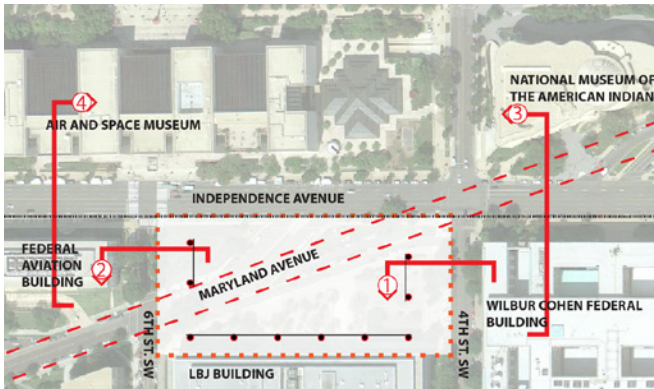 NATIONAL MUSEUM OF
THE AMERICAN INDIAN
4
3
AIR AND SPACE MUSEUM
INDEPENDENCE AVENUE
FEDERAL
AVIATION
BUILDING
2
MARYLAND AVENUE
1
WILBUR COHEN FEDERAL
BUILDING
6TH ST. SW
4TH ST. SW
LBJ BUILDING